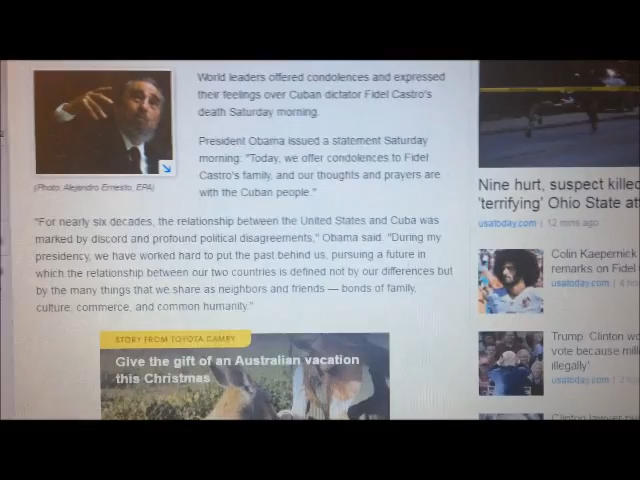 World leaders offered condolences and expressed
their feelings over Cuban dictator Fidel Castro's
death Saturday morning.
President Obama issued a statement Saturday
morning: "Today, we offer condolences to Fidel
Castro's family, and our thoughts and prayers are
with the Cuban people."
(Photo: Alejandro Ernesto, EPA)
"For nearly six decades, the relationship between the United States and Cuba was
marked by discord and profound political disagreements," Obama said. "During my
presidency, we have worked hard to put the past behind us, pursuing a future in
which the relationship between our two countries is defined not by our differences but
by the many things that we share as neighbors and friends — bonds of family,
culture, commerce, and common humanity."
STORY FROM TOYOTA CAMRY
Give the gift of an Australian vacation
this Christmas
Nine hurt, suspect killed
'terrifying' Ohio State
usatoday.com | 12 mins ago
Colin Kaepernick
remarks on Fidel
usatoday.com | 4
Trump: Clinton
vote because
illegally'
usatoday.com | 2
Clinton